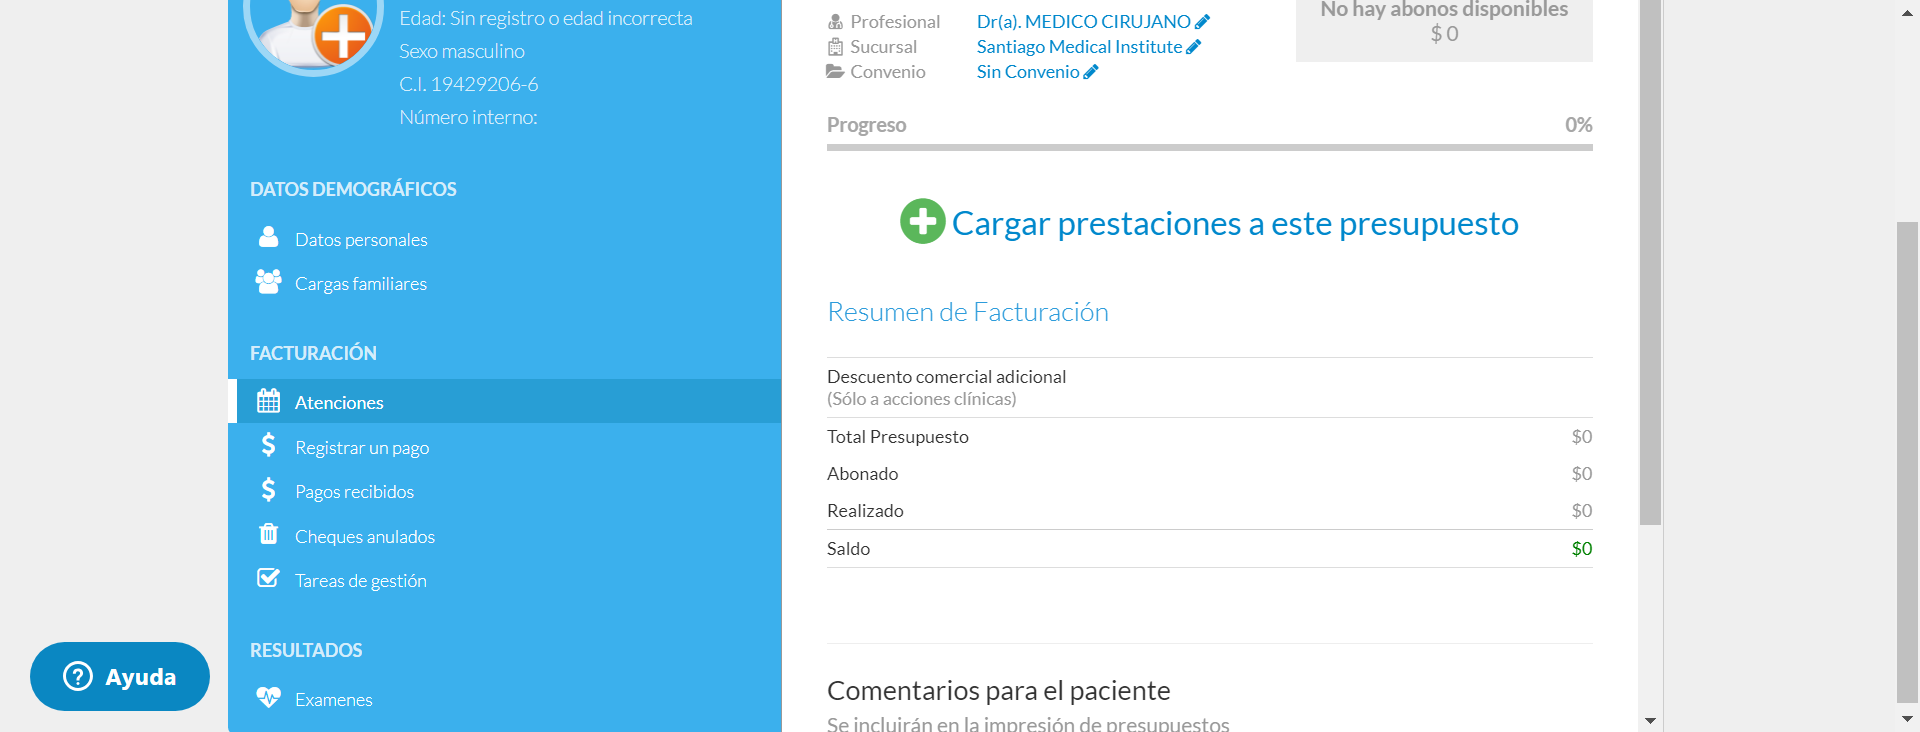 Edad: Sin registro o edad incorrecta
Sexo masculino
C.I. 19429206-6
Número interno:
DATOS DEMOGRÁFICOS
Datos personales
Cargas familiares
FACTURACIÓN
Atenciones
Registrar un pago
Pagos recibidos
Cheques anulados
Tareas de gestión
RESULTADOS
Examenes
Ayuda
Profesional Dr(a). MEDICO CIRUJANO
Sucursal Santiago Medical Institute
Convenio Sin Convenio
No hay abonos disponibles
$ 0
Progreso 0%
Cargar prestaciones a este presupuesto
Resumen de Facturación
Descuento comercial adicional
(Sólo a acciones clínicas)
Total Presupuesto $0
Abonado $0
Realizado $0
Saldo $0
Comentarios para el paciente
Se incluirán en la impresión de presupuestos